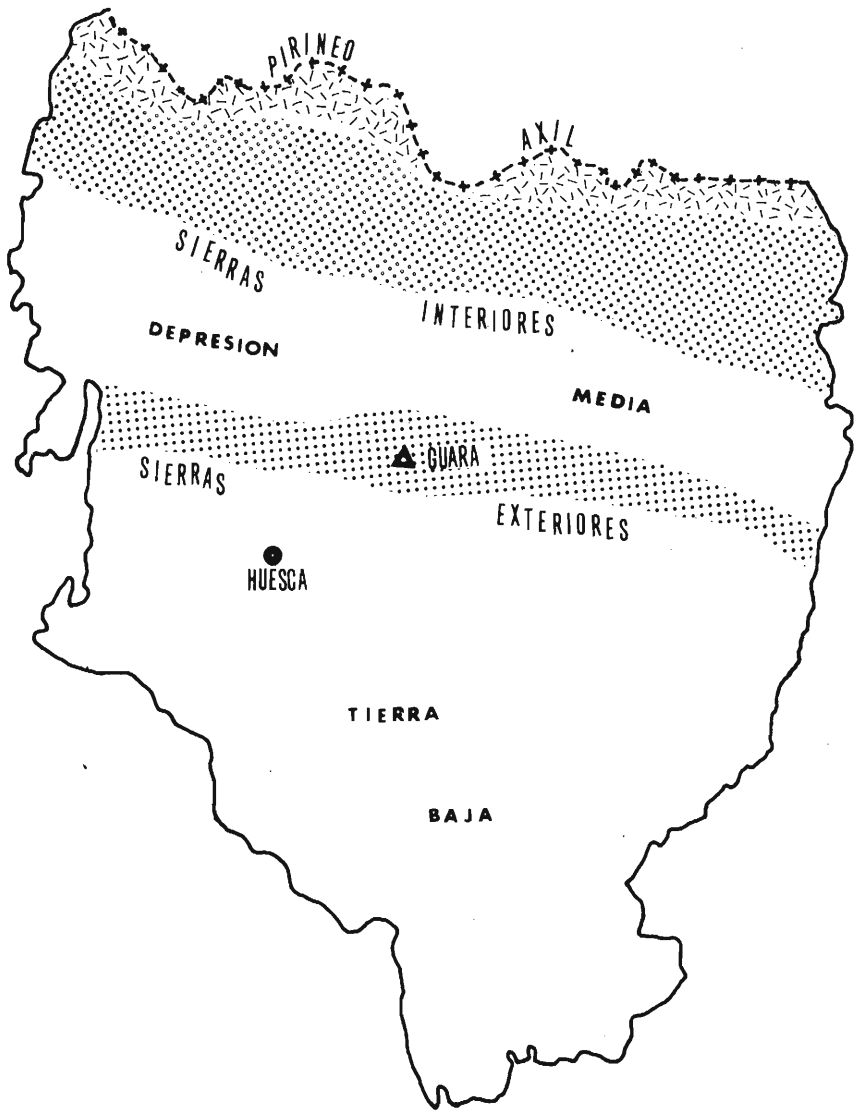 PIRINEO
AXIL
SIERRAS
INTERIORES
DEPRESION
MEDIA
GUARA
SIERRAS
EXTERIORES
HUESCA
TIERRA
BAJA